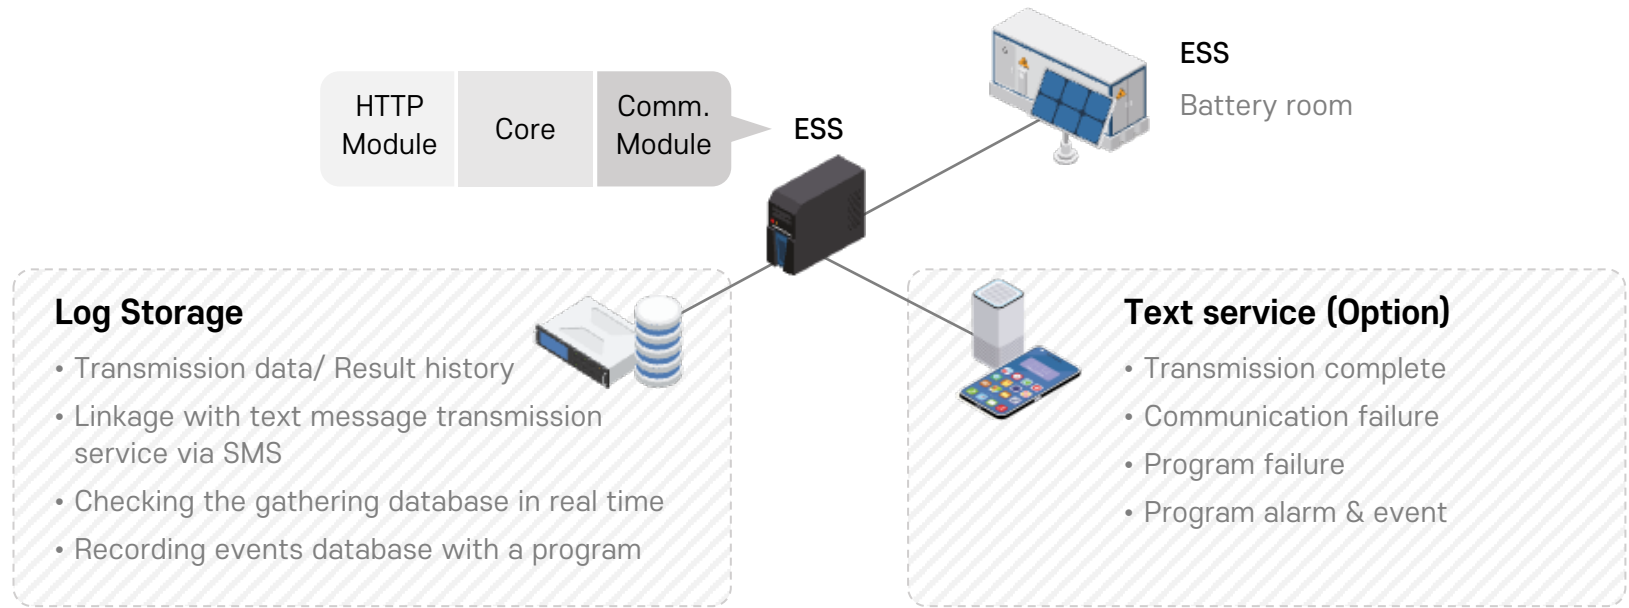 HTTP
Module
Core
Comm.
Module
ESS
ESS
Battery room
Log Storage
• Transmission data/ Result history
• Linkage with text message transmission
service via SMS
• Checking the gathering database in real time
• Recording events database with a program
Text service (Option)
• Transmission complete
• Communication failure
• Program failure
• Program alarm & event